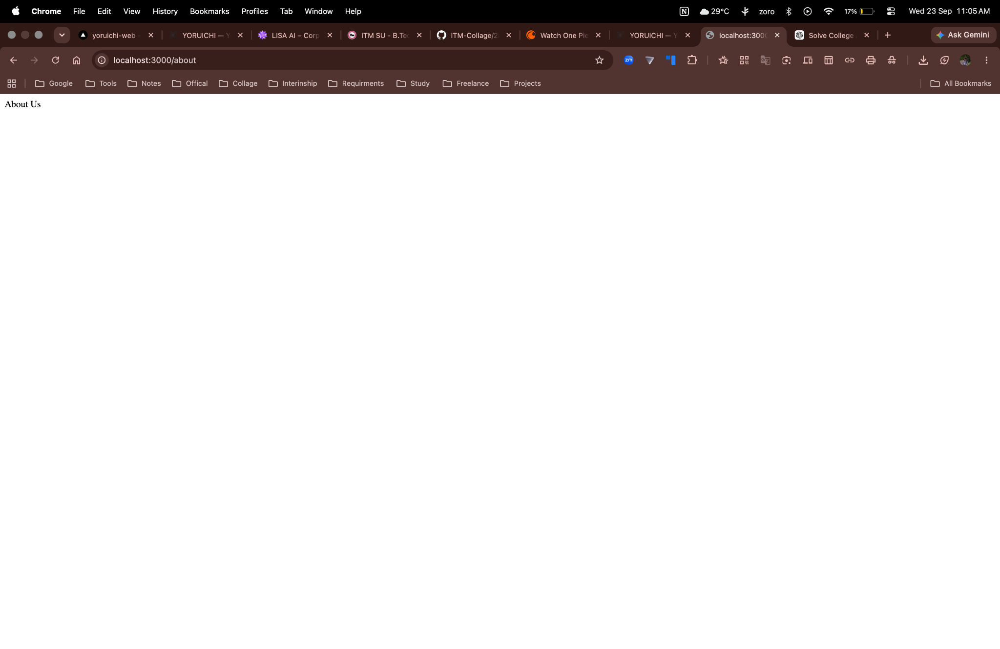 Chrome File Edit View History Bookmarks Profiles Tab Window Help 29°C zoro 17% Wed 23 Sep 11:05 AM
yoruichi-web - YORUICHI — Y LISA AI – Corp ITM SU - B.Te ITM-Collage/2 Watch One Pie YORUICHI — Y localhost:300 Solve College Ask Gemini
localhost:3000/about zm
Google Tools Notes Offical Collage Interinship Requirments Study Freelance Projects All Bookmarks
About Us